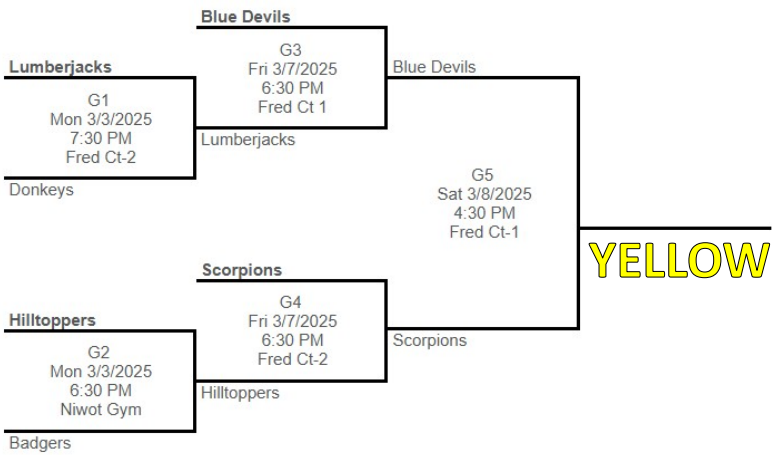 Blue Devils
G3
Fri 3/7/2025
6:30 PM
Fred Ct 1
Lumberjacks
Blue Devils
G1
Mon 3/3/2025
7:30 PM
Fred Ct-2
Lumberjacks
Donkeys
G5
Sat 3/8/2025
4:30 PM
Fred Ct-1
YELLOW
Scorpions
G4
Fri 3/7/2025
6:30 PM
Fred Ct-2
Hilltoppers
Scorpions
G2
Mon 3/3/2025
6:30 PM
Niwot Gym
Hilltoppers
Badgers